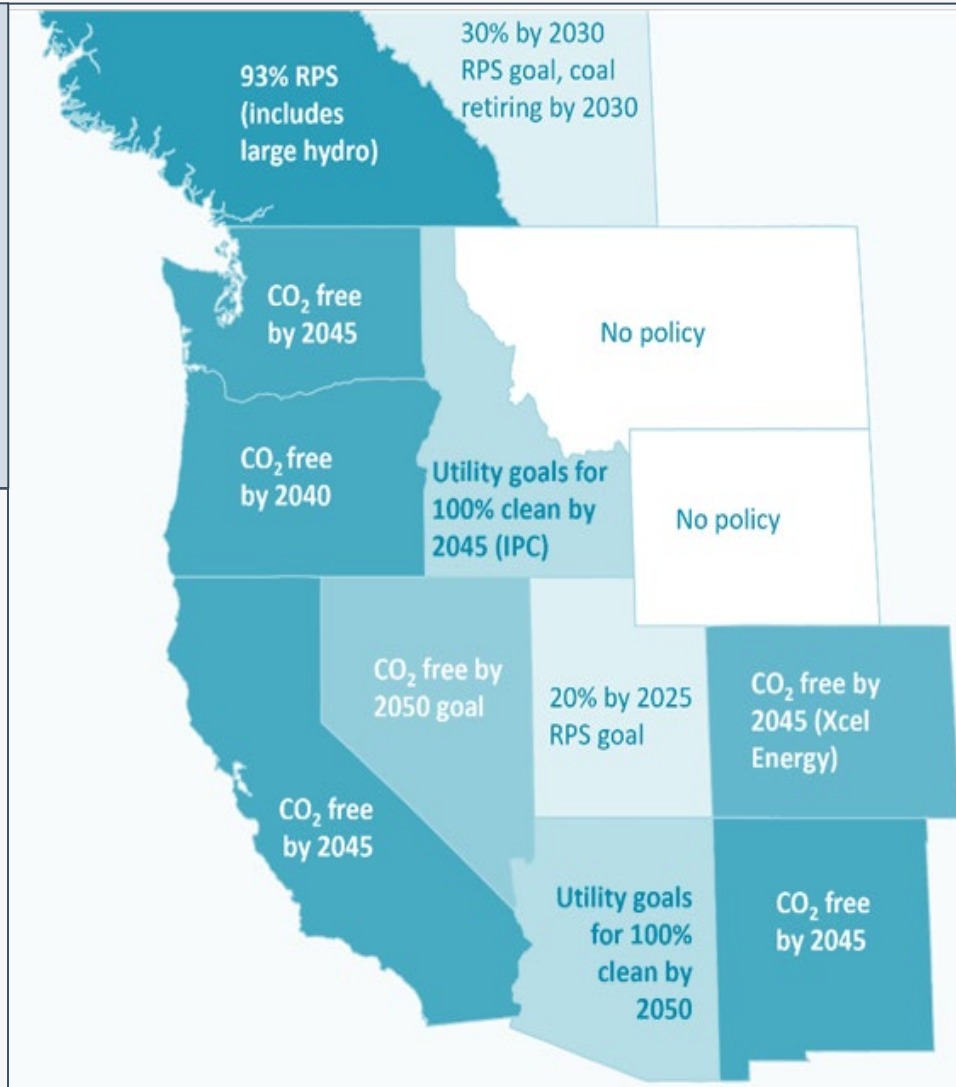 93% RPS
(includes
large hydro)
30% by 2030
RPS goal, coal
retiring by 2030
CO₂ free
by 2045
No policy
CO₂ free
by 2040
Utility goals for
100% clean by
2045 (IPC)
No policy
CO₂ free by
2050 goal
20% by 2025
RPS goal
CO₂ free by
2045 (Xcel
Energy)
CO₂ free
by 2045
Utility goals
for 100%
clean by
2050
CO₂ free
by 2045